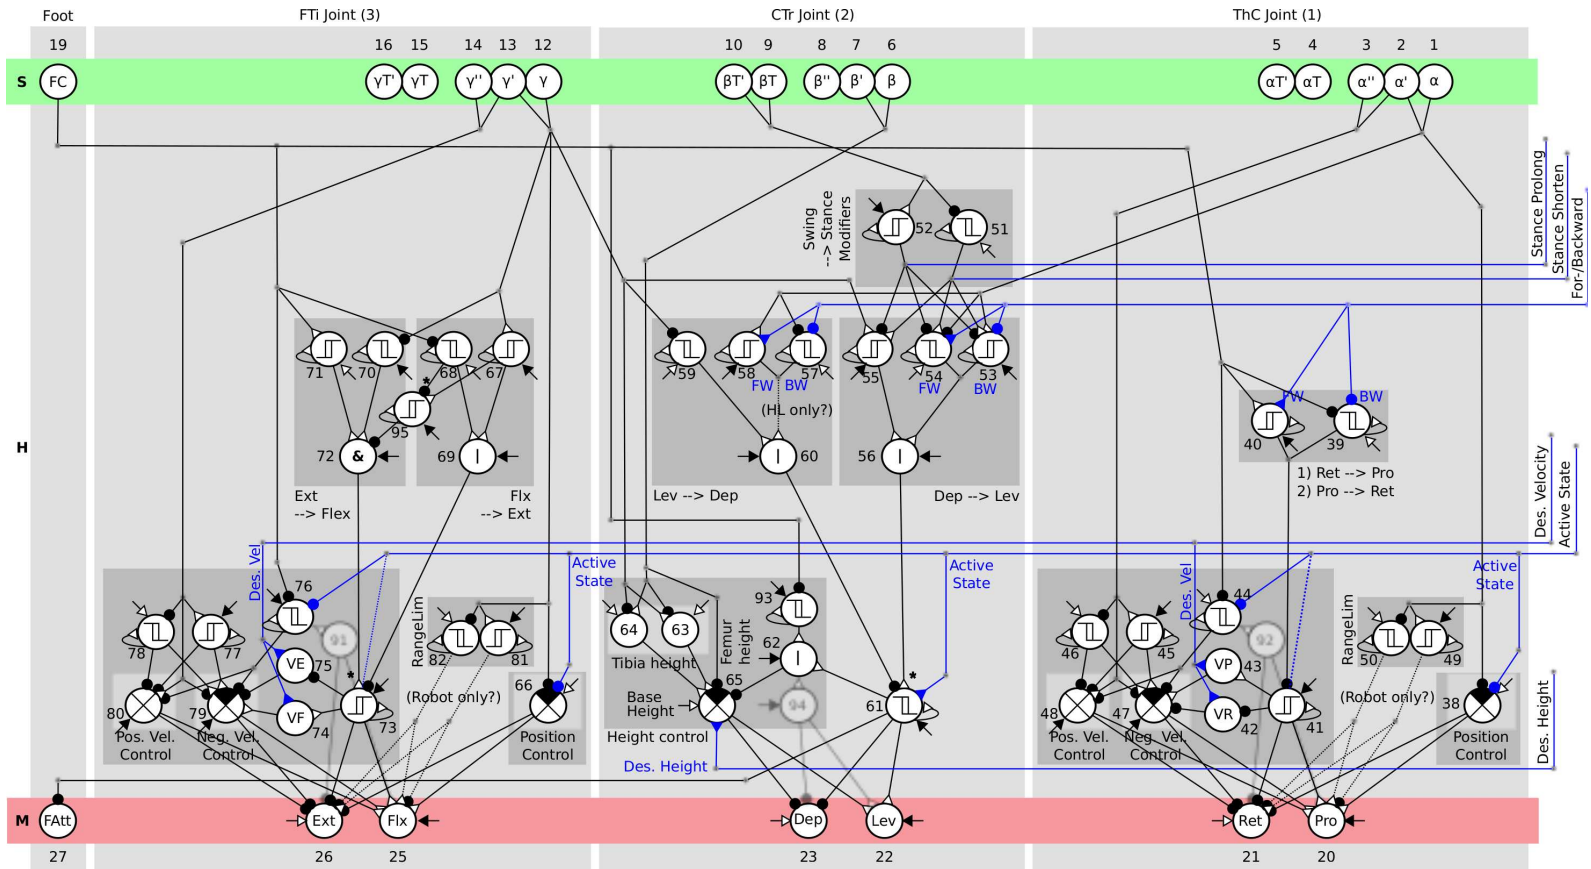 Foot
FTi Joint (3)
CTr Joint (2)
ThC Joint (1)
19
16
15
14
13
12
10
9
8
7
6
5
4
3
2
1
S
FC
γT'
γT
γ''
γ'
γ
βT'
βT
β''
β'
β
αT'
αT
α''
α'
α
Stance Prolong
Stance Shorten
For-/Backward
Swing
--> Stance
Modifiers
52
51
71
70
68
67
*
95
72
&
69
|
Ext
--> Flex
Flx
--> Ext
59
58
57
FW
BW
(HL only?)
|
60
Lev --> Dep
55
54
53
FW
BW
56
|
Dep --> Lev
FW
BW
40
39
1) Ret --> Pro
2) Pro --> Ret
H
Des. Velocity
Active State
Des. Vel
76
91
78
77
VE
75
*
80
79
VF
74
73
Pos. Vel.
Control
Neg. Vel.
Control
RangeLim
82
81
(Robot only?)
Active
State
66
Position
Control
64
63
Tibia height
Femur
height
93
62
|
65
Base
Height
94
Height control
Des. Height
61
*
Active
State
Des. Vel
44
92
46
45
VP
43
48
47
VR
42
41
Pos. Vel.
Control
Neg. Vel.
Control
RangeLim
50
49
(Robot only?)
Active
State
38
Position
Control
Des. Height
M
FAtt
Ext
Flx
Dep
Lev
Ret
Pro
27
26
25
23
22
21
20